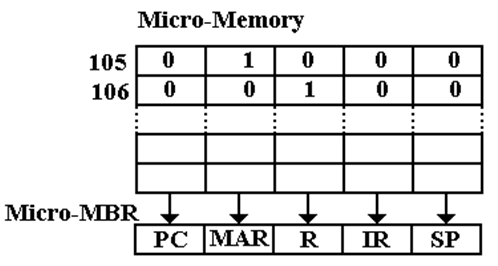 Micro-Memory
105 0 1 0 0 0
106 0 0 1 0 0
Micro-MBR
PC MAR R IR SP